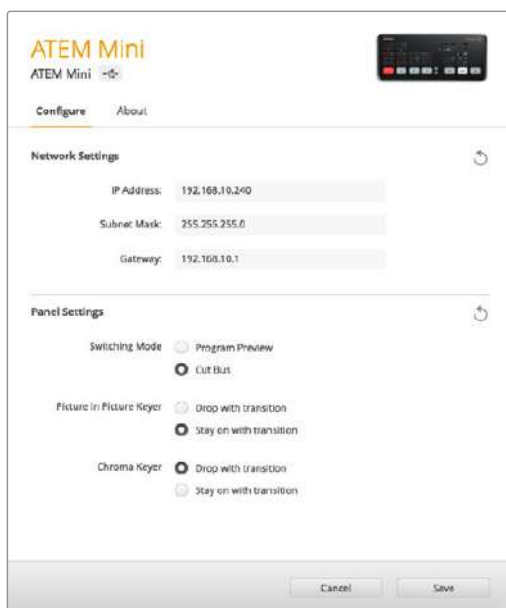 ATEM Mini
ATEM Mini
Configure About
Network Settings
IP Address: 192.168.10.240
Subnet Mask: 255.255.255.0
Gateway: 192.168.10.1
Panel Settings
Switching Mode Program Preview
Cut Bus
Picture in Picture Keyer Drop with transition
Stay on with transition
Chroma Keyer Drop with transition
Stay on with transition
Cancel Save